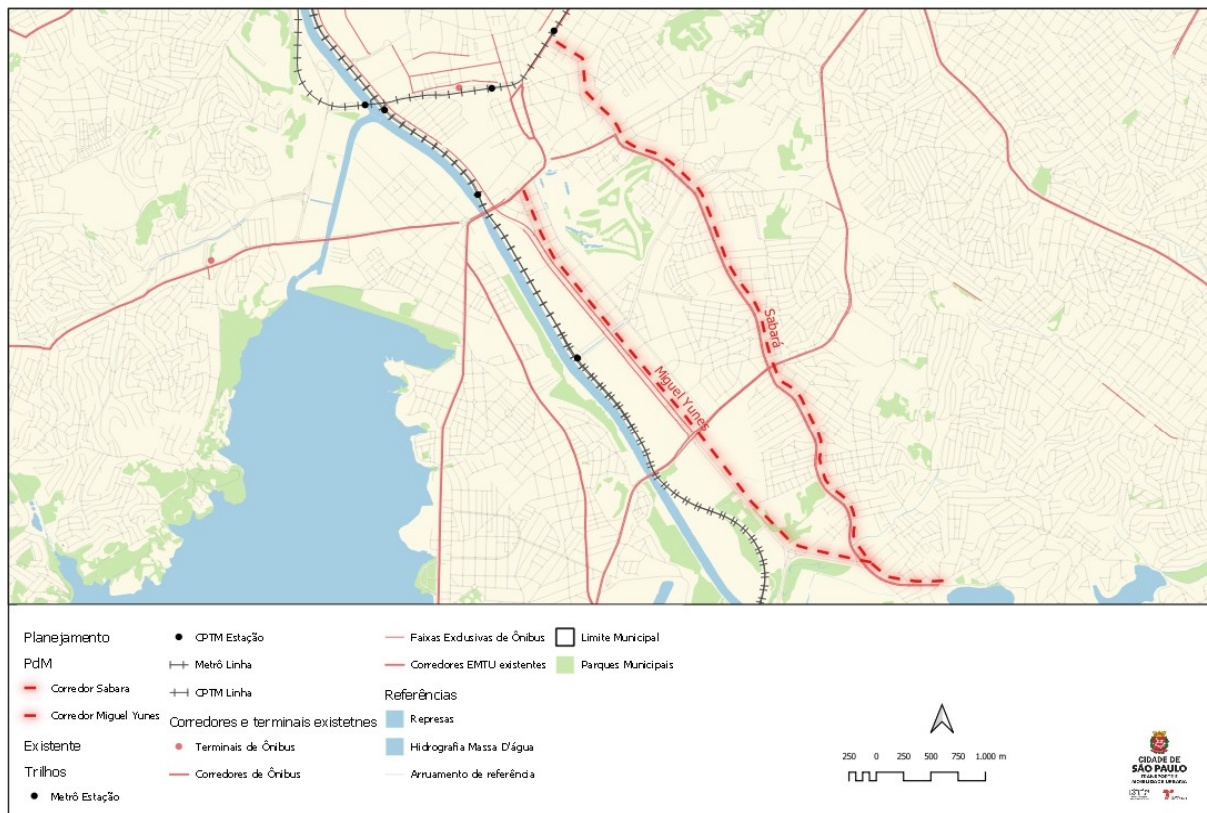 Sabará
Miguel Yunes
Planejamento
PdM
Corredor Sabara
Corredor Miguel Yunes
Existente
Trilhos
Metrô Estação
CPTM Estação
Metrô Linha
CPTM Linha
Corredores e terminais existetnes
Terminais de Ônibus
Corredores de Ônibus
Faixas Exclusivas de Ônibus
Corredores EMTU existentes
Referências
Represas
Hidrografia Massa D'água
Arruamento de referência
Limite Municipal
Parques Municipais
250 0 250 500 750 1.000 m
CIDADE DE
SÃO PAULO
TRANSPORTE E
MOBILIDADE URBANA